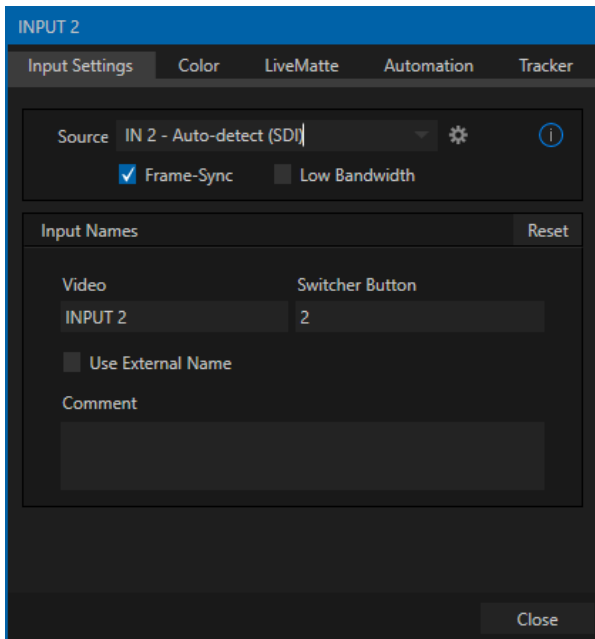 INPUT 2
Input Settings Color LiveMatte Automation Tracker
Source IN 2 - Auto-detect (SDI)
Frame-Sync Low Bandwidth
Input Names Reset
Video Switcher Button
INPUT 2 2
Use External Name
Comment
Close